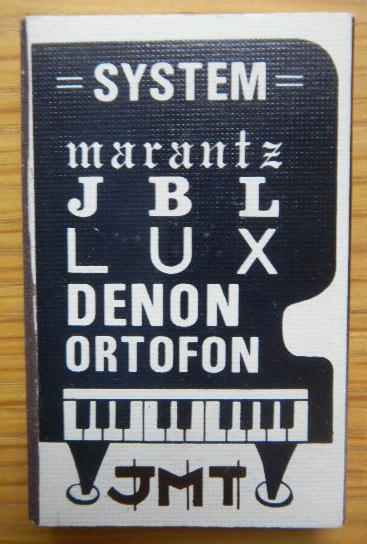 =SYSTEM=
marantz
JBL
LUX
DENON
ORTOFON
JMT